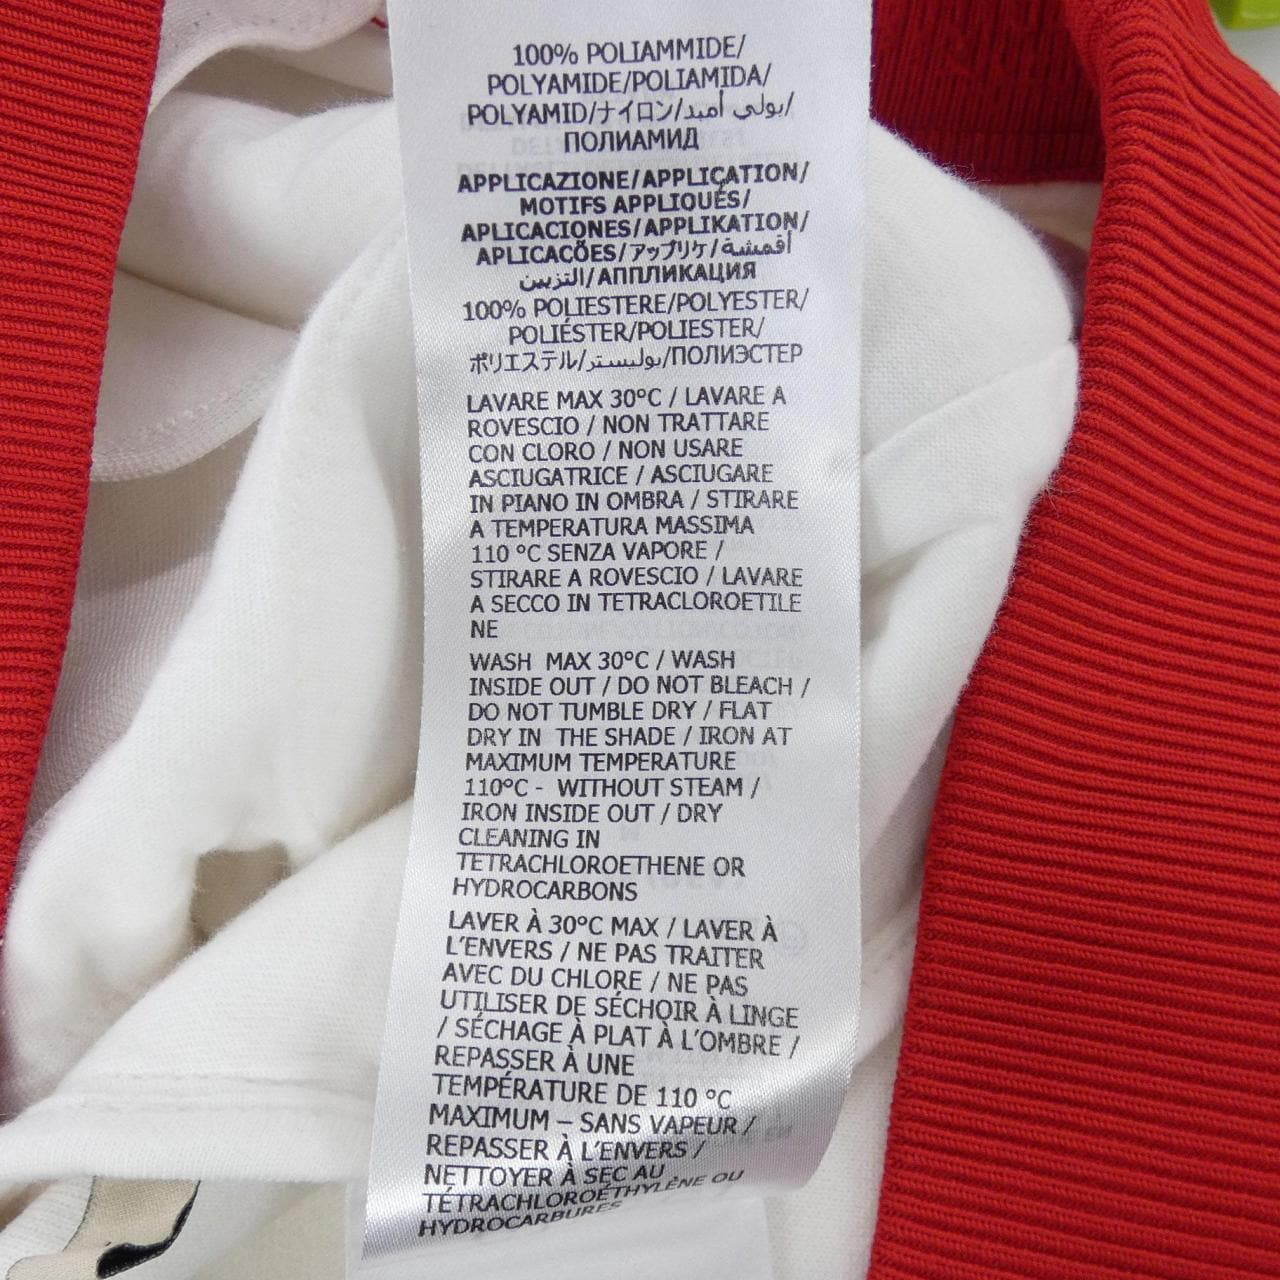 100% POLIAMMIDE/
POLYAMIDE/POLIAMIDA/
POLYAMID/ナイロン/بولي أميد/
ПОЛИАМИД
APPLICAZIONE/APPLICATION/
MOTIFS APPLIQUÉS/
APLICACIONES/APPLIKATION/
APLICACÕES/アップリケ/أقمشة
التزيين/АППЛИКАЦИЯ
100% POLIESTERE/POLYESTER/
POLIÉSTER/POLIESTER/
ポリエステル/بوليستر/ПОЛИЭСТЕР
LAVARE MAX 30°C / LAVARE A
ROVESCIO / NON TRATTARE
CON CLORO / NON USARE
ASCIUGATRICE / ASCIUGARE
IN PIANO IN OMBRA / STIRARE
A TEMPERATURA MASSIMA
110 °C SENZA VAPORE /
STIRARE A ROVESCIO / LAVARE
A SECCO IN TETRACLOROETILE
NE
WASH MAX 30°C / WASH
INSIDE OUT / DO NOT BLEACH /
DO NOT TUMBLE DRY / FLAT
DRY IN THE SHADE / IRON AT
MAXIMUM TEMPERATURE
110°C - WITHOUT STEAM /
IRON INSIDE OUT / DRY
CLEANING IN
TETRACHLOROETHENE OR
HYDROCARBONS
LAVER À 30°C MAX / LAVER À
L'ENVERS / NE PAS TRAITER
AVEC DU CHLORE / NE PAS
UTILISER DE SÉCHOIR À LINGE
/ SÉCHAGE À PLAT À L'OMBRE /
REPASSER À UNE
TEMPÉRATURE DE 110 °C
MAXIMUM – SANS VAPEUR /
REPASSER À L'ENVERS /
NETTOYER À SEC AU
TÉTRACHLOROÉTHYLÈNE OU
HYDROCARBURES